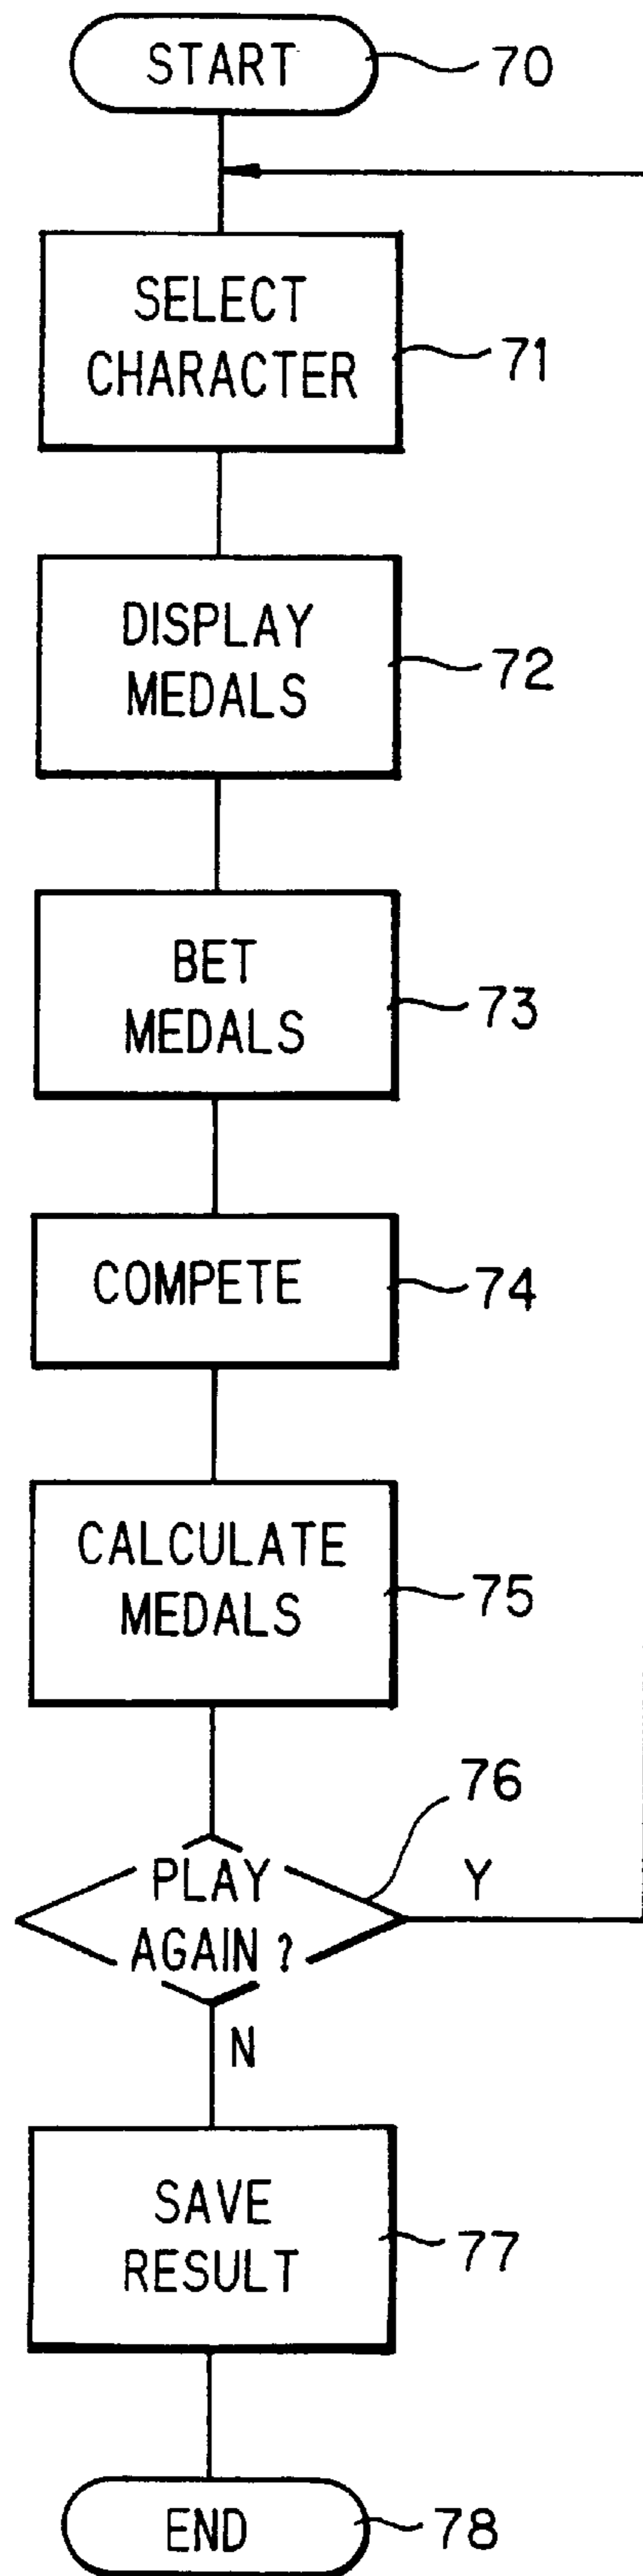 START
70
SELECT
CHARACTER
71
DISPLAY
MEDALS
72
BET
MEDALS
73
COMPETE
74
CALCULATE
MEDALS
75
76
PLAY
AGAIN ?
Y
N
SAVE
RESULT
77
END
78